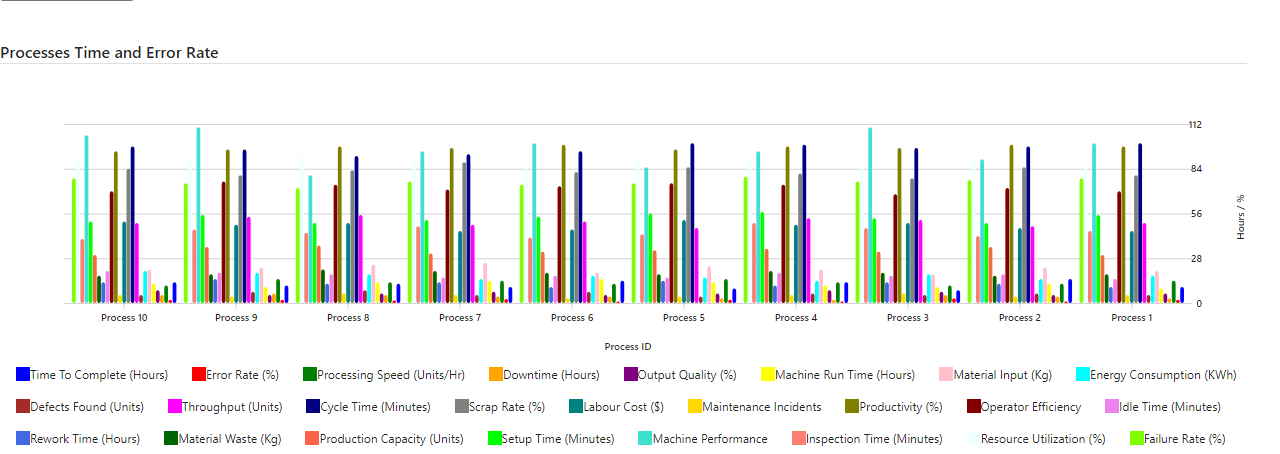 Processes Time and Error Rate
112
84
56
28
0
Hours / %
Process 10 Process 9 Process 8 Process 7 Process 6 Process 5 Process 4 Process 3 Process 2 Process 1
Process ID
Time To Complete (Hours) Error Rate (%) Processing Speed (Units/Hr) Downtime (Hours) Output Quality (%) Machine Run Time (Hours) Material Input (Kg) Energy Consumption (KWh)
Defects Found (Units) Throughput (Units) Cycle Time (Minutes) Scrap Rate (%) Labour Cost ($) Maintenance Incidents Productivity (%) Operator Efficiency Idle Time (Minutes)
Rework Time (Hours) Material Waste (Kg) Production Capacity (Units) Setup Time (Minutes) Machine Performance Inspection Time (Minutes) Resource Utilization (%) Failure Rate (%)